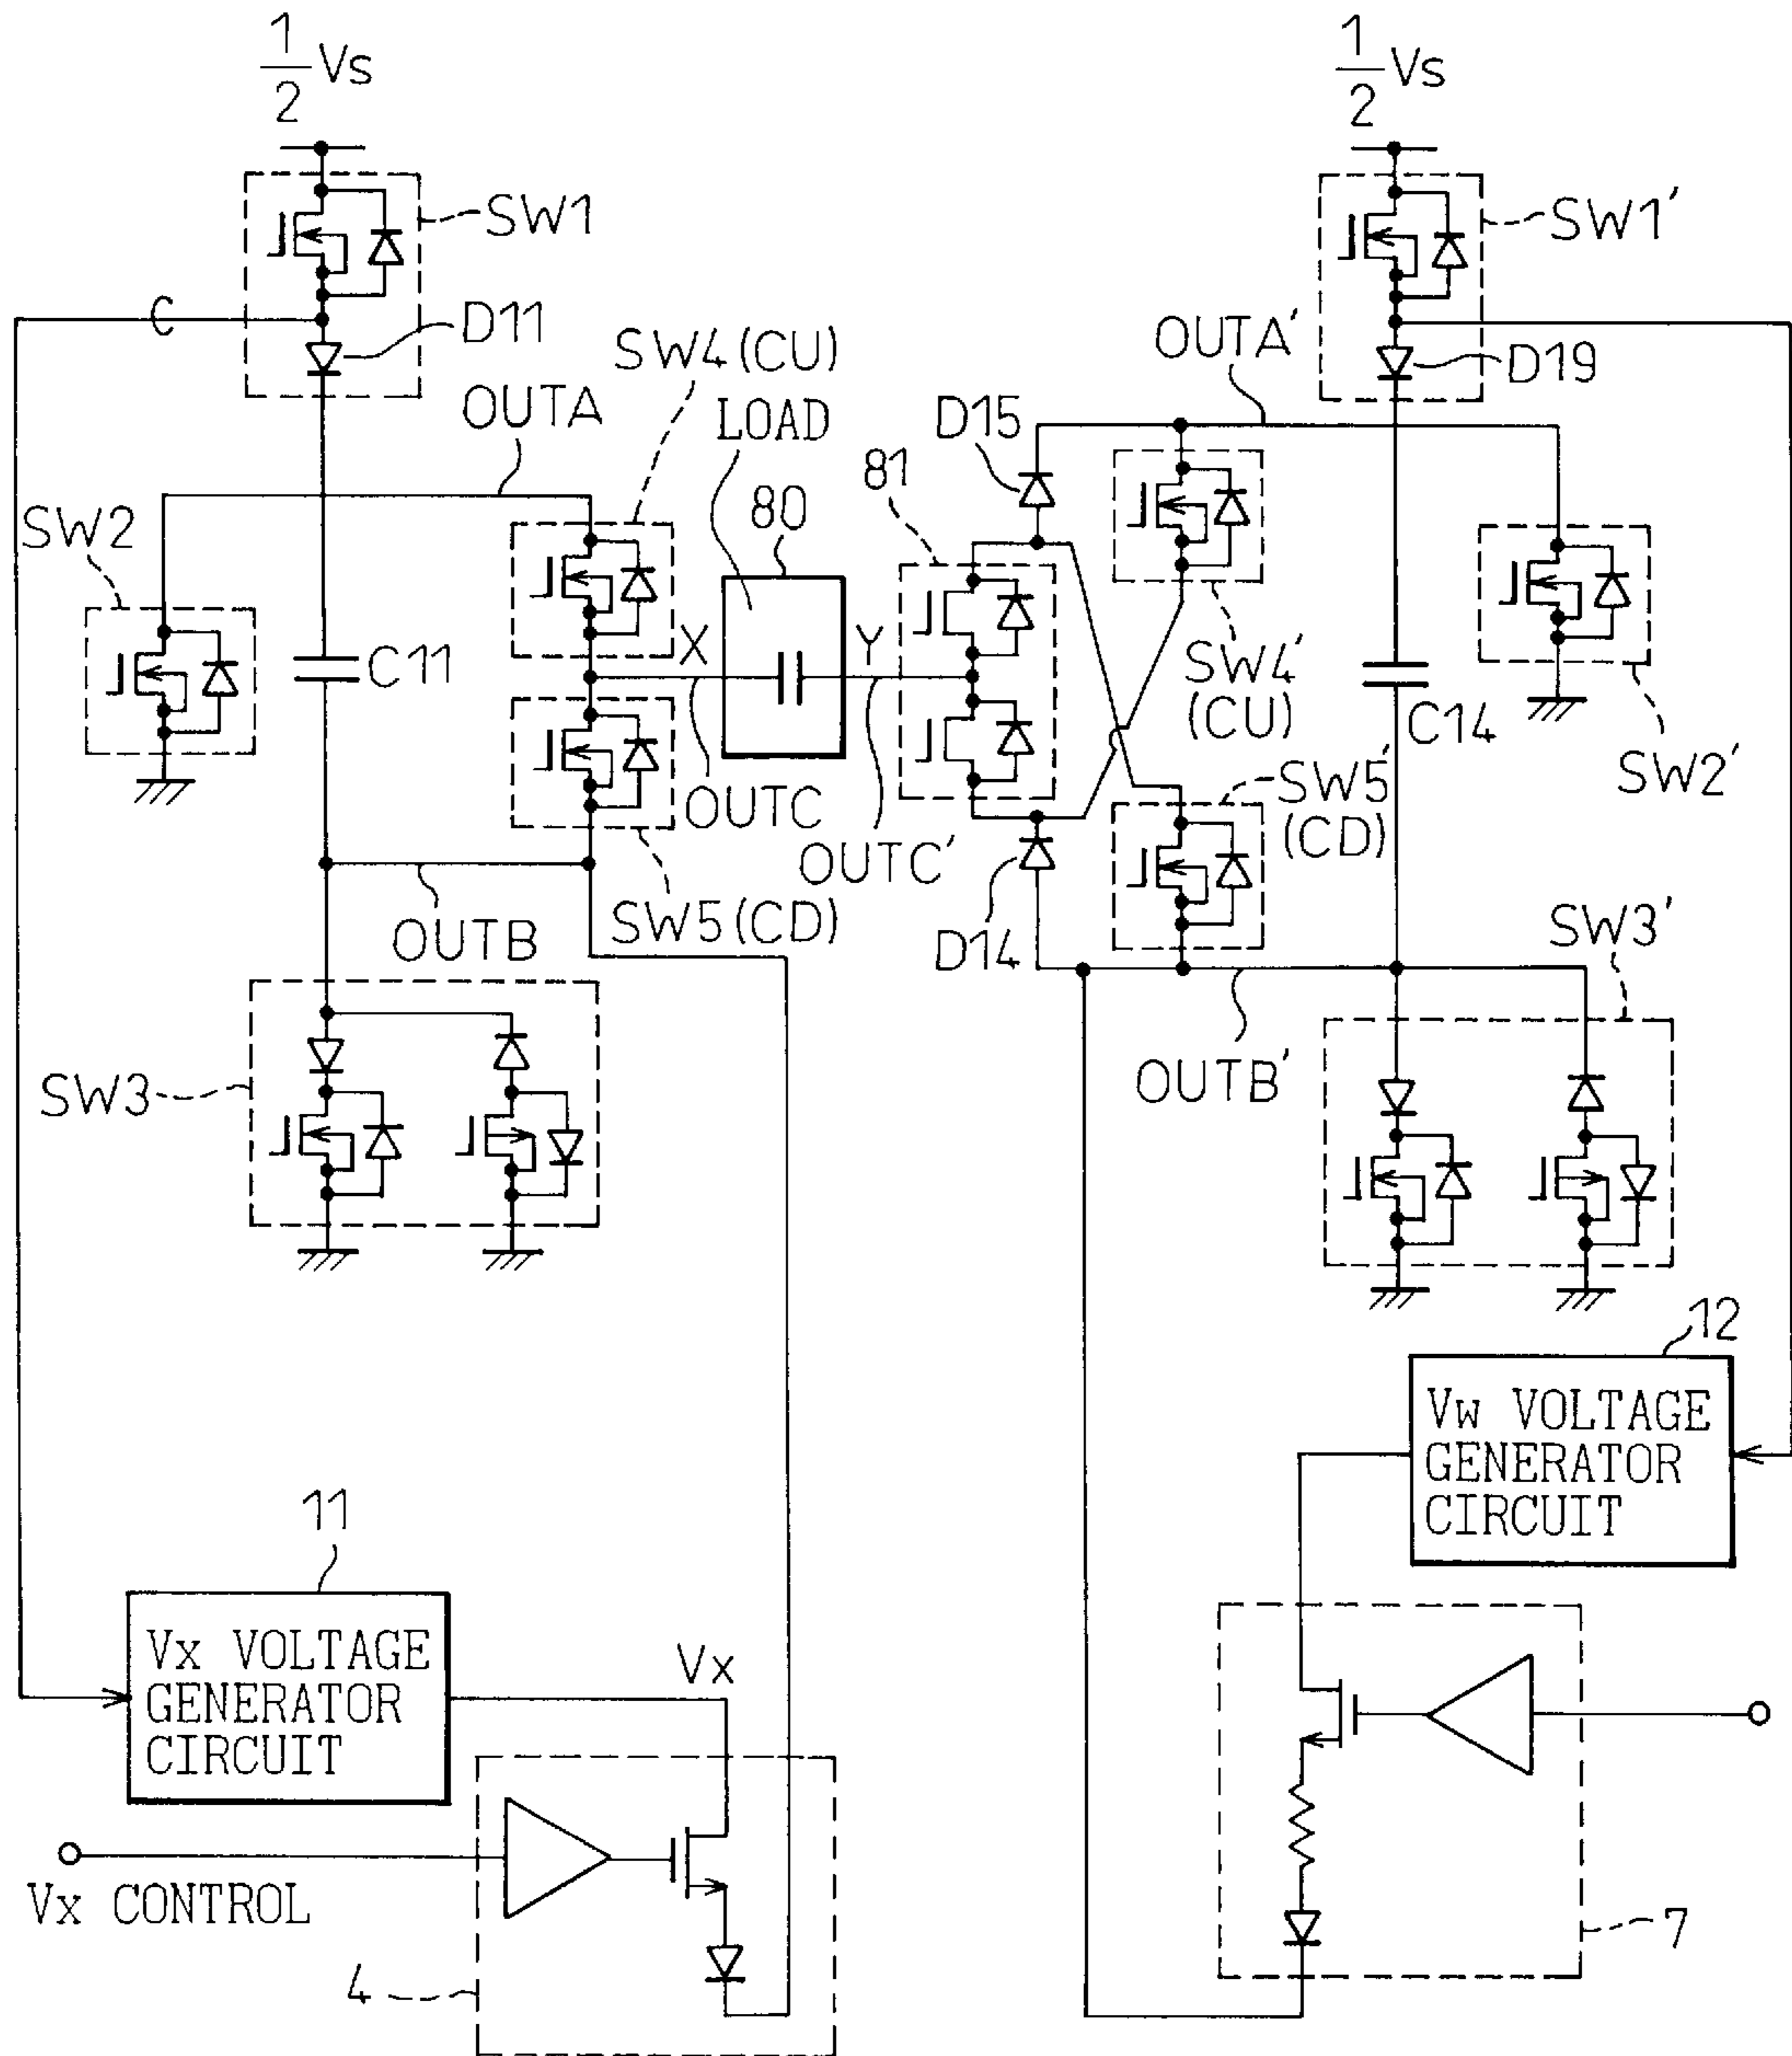 1/2 Vs
1/2 Vs
SW1
SW1′
C
D11
D19
SW4 (CU)
OUTA′
OUTA
LOAD
D15
81
80
SW2
X
Y
C11
SW4′
(CU)
C14
SW2′
OUTC
SW5′
(CD)
OUTC′
SW5 (CD)
OUTB
D14
SW3′
OUTB′
SW3
12
Vw VOLTAGE
GENERATOR
CIRCUIT
11
Vx VOLTAGE
GENERATOR
CIRCUIT
Vx
Vx CONTROL
7
4